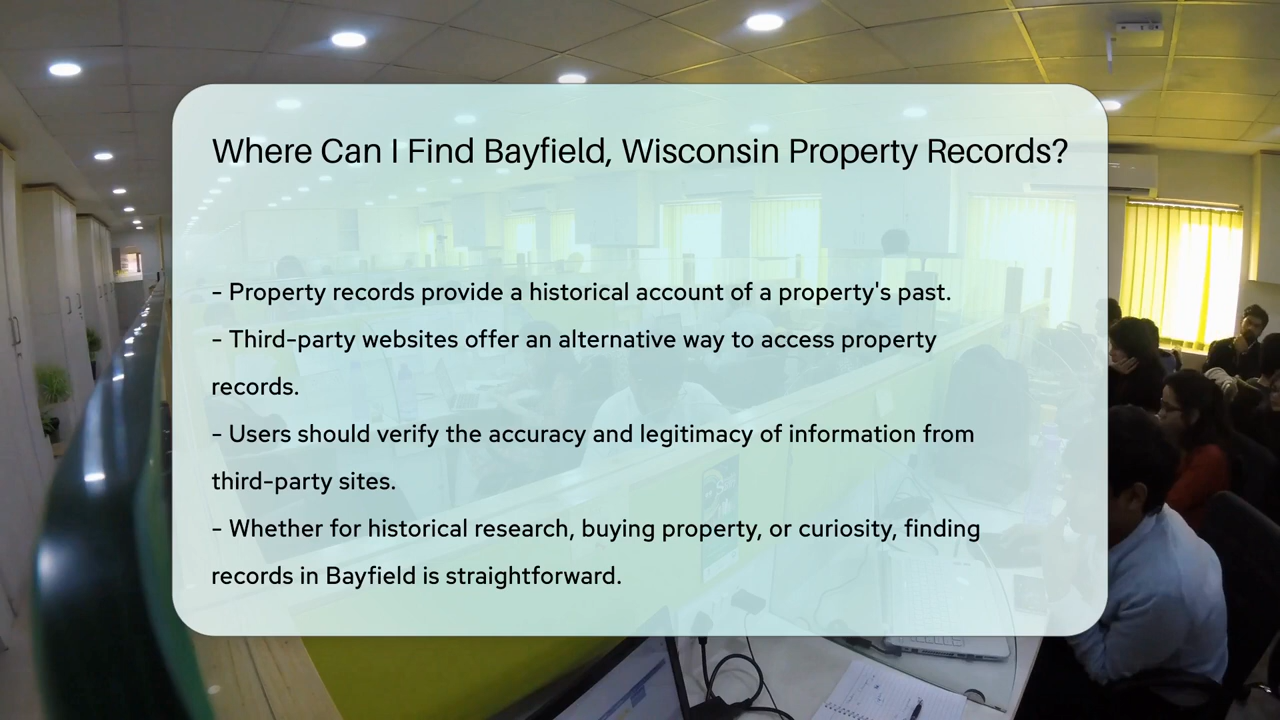 Where Can I Find Bayfield, Wisconsin Property Records?
- Property records provide a historical account of a property's past.
- Third-party websites offer an alternative way to access property
records.
- Users should verify the accuracy and legitimacy of information from
third-party sites.
- Whether for historical research, buying property, or curiosity, finding
records in Bayfield is straightforward.